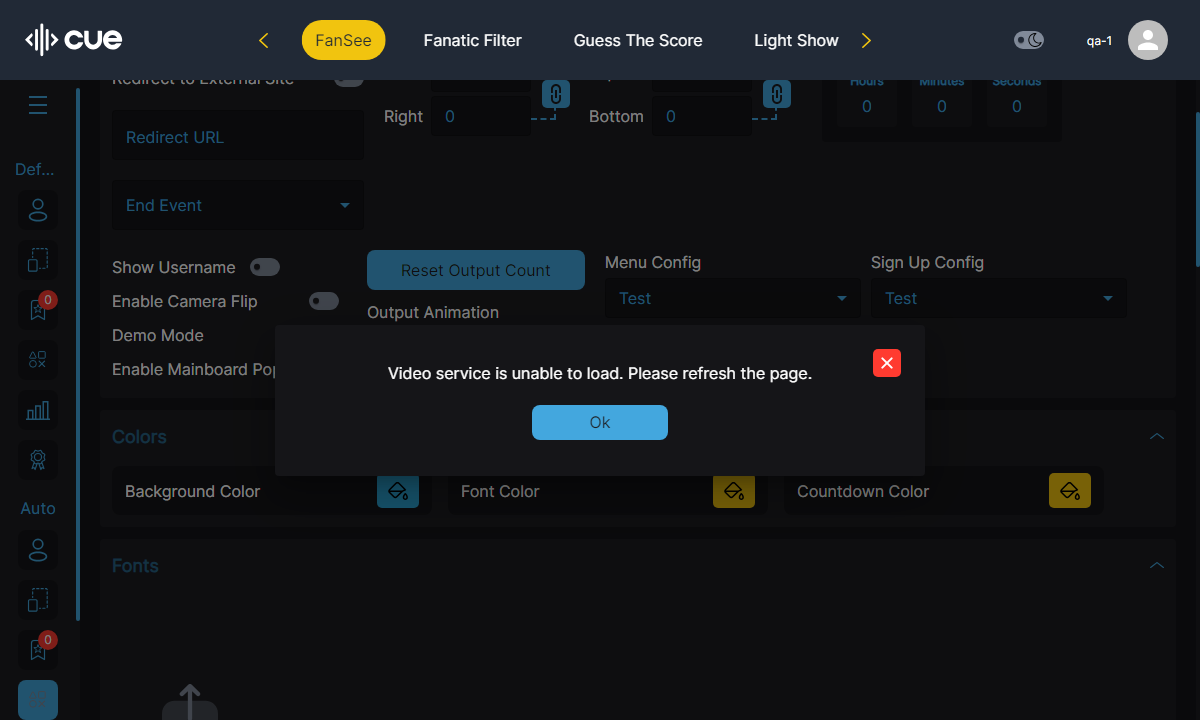 cue
FanSee
Fanatic Filter
Guess The Score
Light Show
qa-1
Redirect to External Site
Hours
Minutes
Seconds
0
0
0
Right
0
Bottom
0
Redirect URL
Def...
End Event
Show Username
Reset Output Count
Menu Config
Sign Up Config
Enable Camera Flip
Test
Test
0
Output Animation
Demo Mode
Enable Mainboard Pop
Video service is unable to load. Please refresh the page.
Ok
Colors
Background Color
Font Color
Countdown Color
Auto
Fonts
0